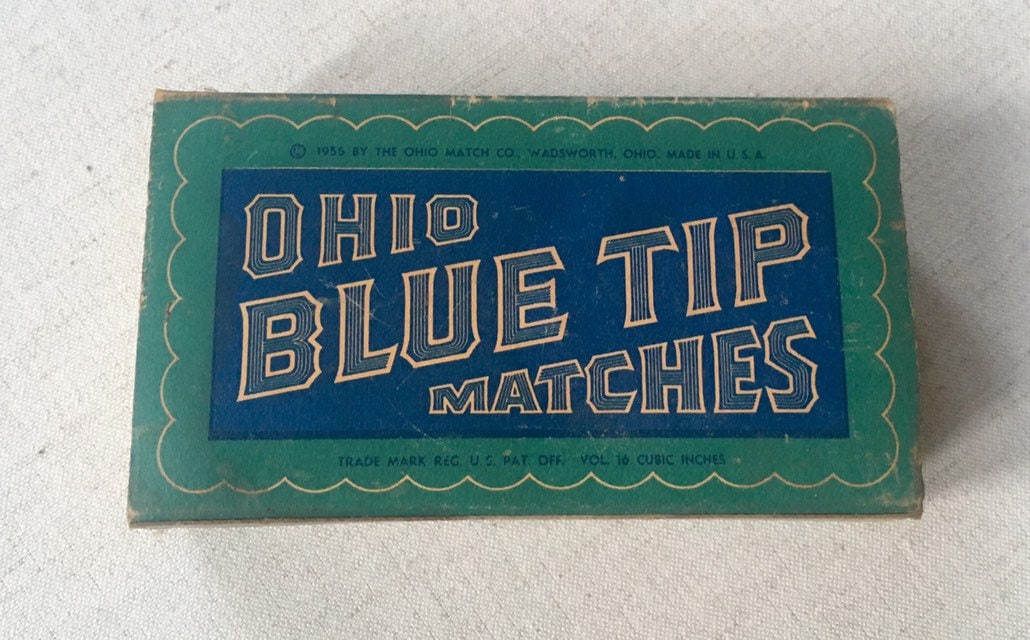 © 1955 BY THE OHIO MATCH CO., WADSWORTH, OHIO. MADE IN U.S.A.
OHIO
BLUE TIP
MATCHES
TRADE MARK REG. U.S. PAT. OFF. VOL. 16 CUBIC INCHES